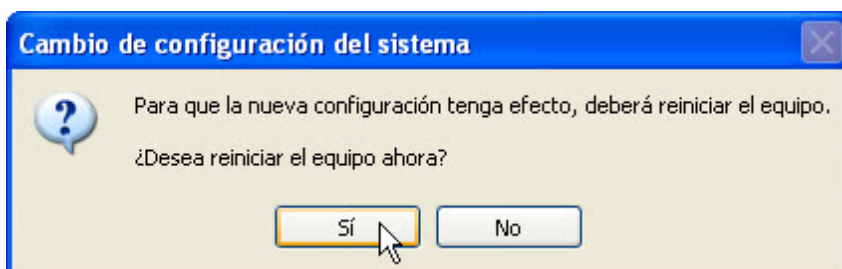 Cambio de configuración del sistema
?
Para que la nueva configuración tenga efecto, deberá reiniciar el equipo.
¿Desea reiniciar el equipo ahora?
Sí No